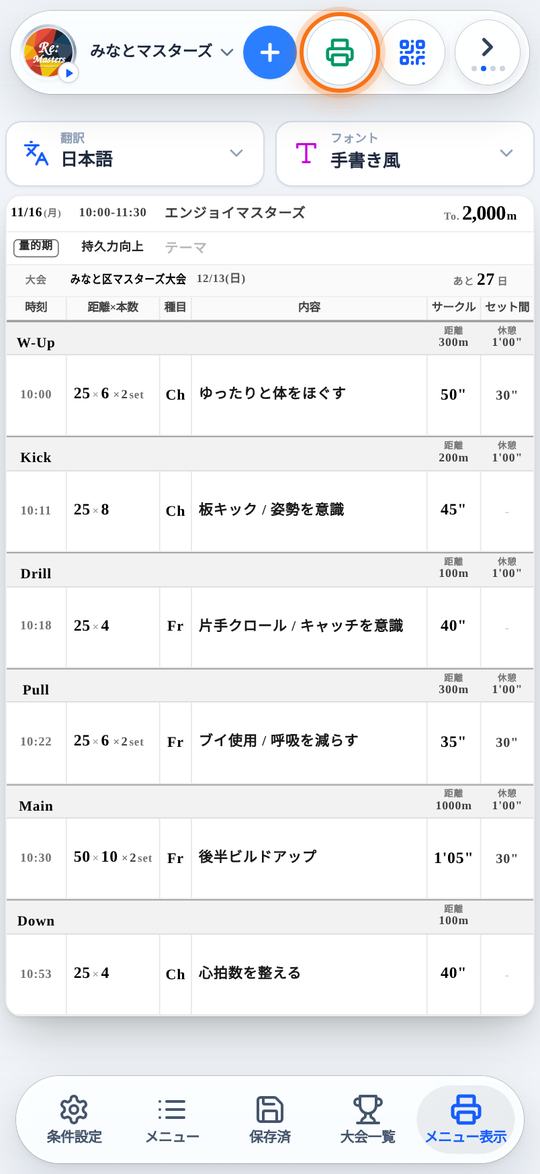 Re:
Masters
みなとマスターズ
翻訳
日本語
フォント
手書き風
11/16(月) 10:00-11:30 エンジョイマスターズ To. 2,000m
量的期 持久力向上 テーマ
大会 みなと区マスターズ大会 12/13(日) あと 27 日
時刻 距離×本数 種目 内容 サークル セット間
W-Up 距離 300m 休憩 1'00"
10:00 25×6 ×2set Ch ゆったりと体をほぐす 50" 30"
Kick 距離 200m 休憩 1'00"
10:11 25×8 Ch 板キック / 姿勢を意識 45" -
Drill 距離 100m 休憩 1'00"
10:18 25×4 Fr 片手クロール / キャッチを意識 40" -
Pull 距離 300m 休憩 1'00"
10:22 25×6 ×2set Fr ブイ使用 / 呼吸を減らす 35" 30"
Main 距離 1000m 休憩 1'00"
10:30 50×10 ×2set Fr 後半ビルドアップ 1'05" 30"
Down 距離 100m
10:53 25×4 Ch 心拍数を整える 40" -
条件設定 メニュー 保存済 大会一覧 メニュー表示